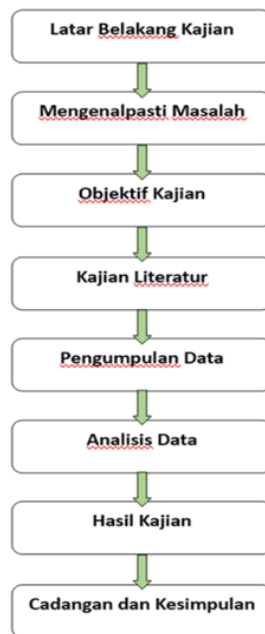 Latar Belakang Kajian
Mengenalpasti Masalah
Objektif Kajian
Kajian Literatur
Pengumpulan Data
Analisis Data
Hasil Kajian
Cadangan dan Kesimpulan